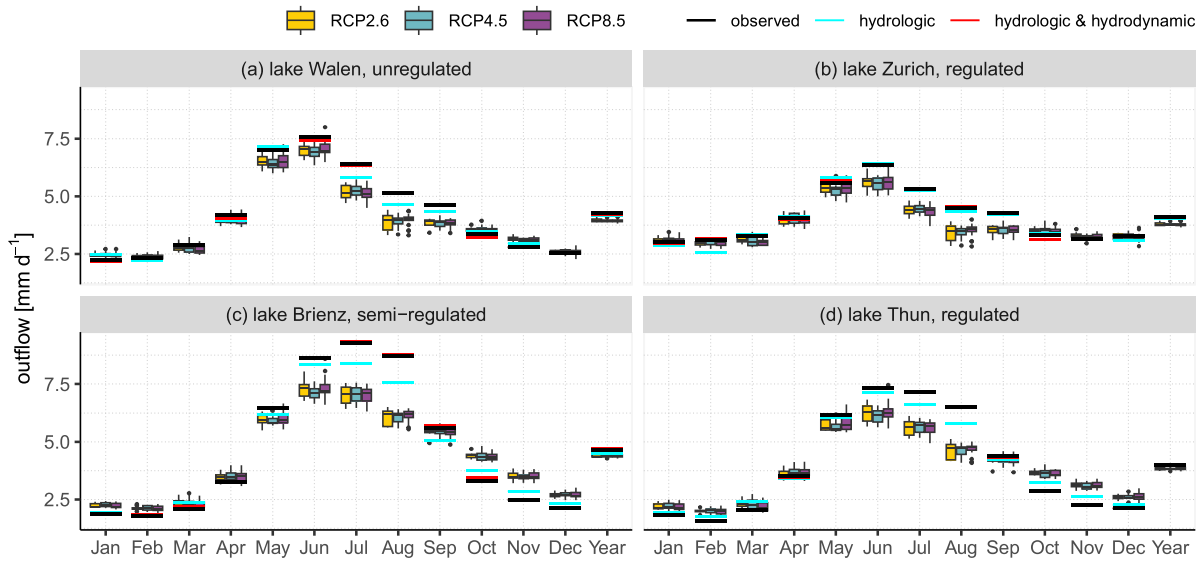 RCP2.6 RCP4.5 RCP8.5 observed hydrologic hydrologic & hydrodynamic
(a) lake Walen, unregulated (b) lake Zurich, regulated
7.5
5.0
2.5
(c) lake Brienz, semi−regulated (d) lake Thun, regulated
outflow [mm d⁻¹]
7.5
5.0
2.5
Jan Feb Mar Apr May Jun Jul Aug Sep Oct Nov Dec Year Jan Feb Mar Apr May Jun Jul Aug Sep Oct Nov Dec Year